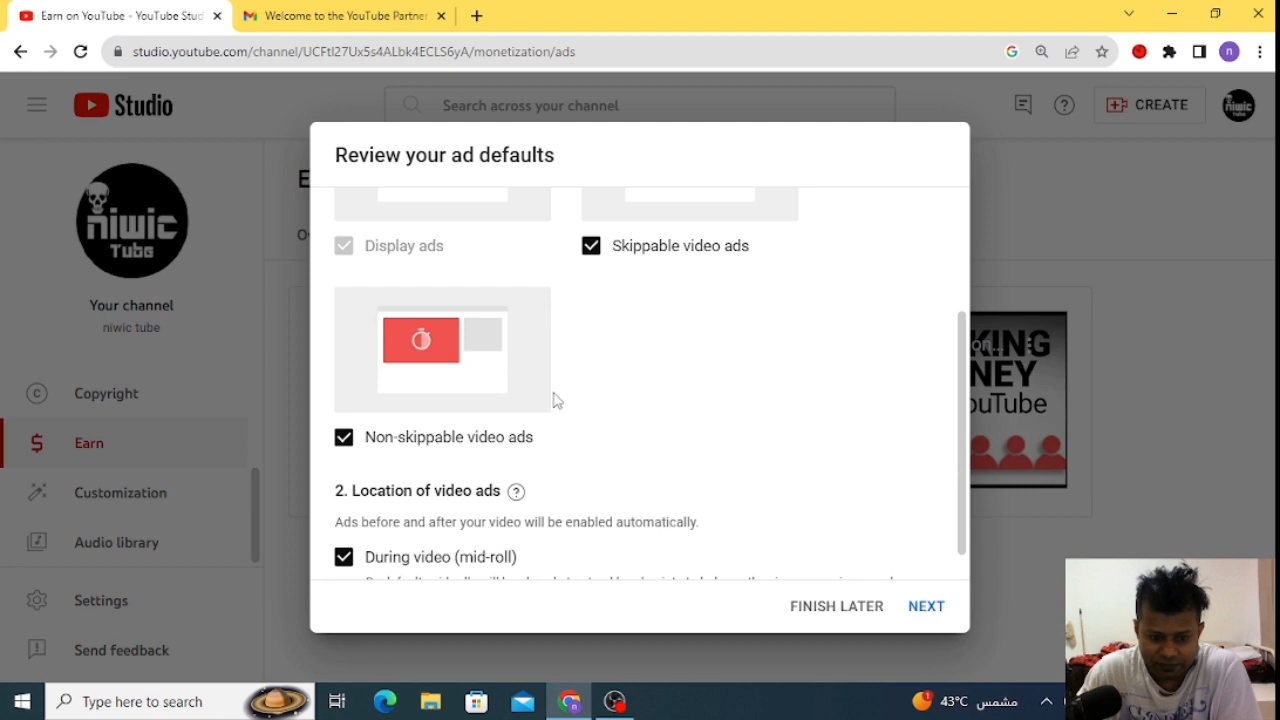 Earn on YouTube - YouTube Stud
Welcome to the YouTube Partner
studio.youtube.com/channel/UCFtl27Ux5s4ALbk4ECLS6yA/monetization/ads
Studio
Search across your channel
CREATE
niwic
Review your ad defaults
niwic
Tube
Your channel
niwic tube
Copyright
Earn
Customization
Audio library
Settings
Send feedback
Display ads
Skippable video ads
Non-skippable video ads
2. Location of video ads
Ads before and after your video will be enabled automatically.
During video (mid-roll)
FINISH LATER
NEXT
KING
NEY
ouTube
Type here to search
1
43°C
مشمس